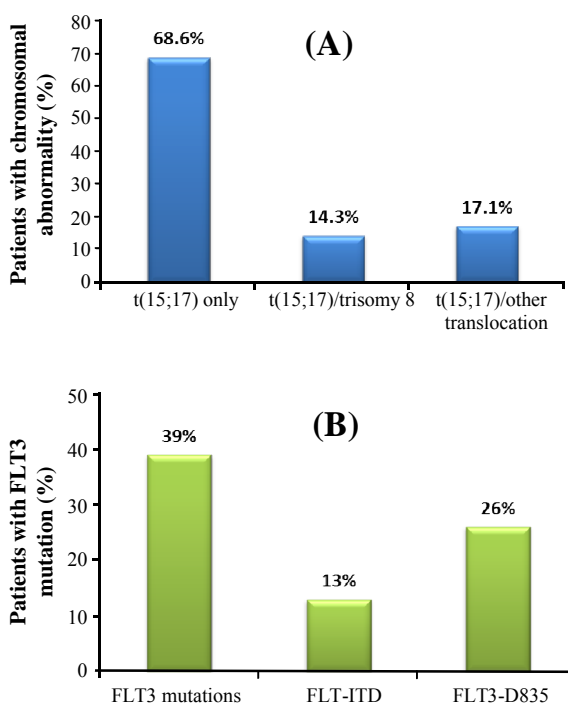 (A)
Patients with chromosomal
abnormality (%)
80
70
60
50
40
30
20
10
0
68.6%
14.3%
17.1%
t(15;17) only
t(15;17)/trisomy 8
t(15;17)/other
translocation
(B)
Patients with FLT3
mutation (%)
50
40
30
20
10
0
39%
13%
26%
FLT3 mutations
FLT-ITD
FLT3-D835